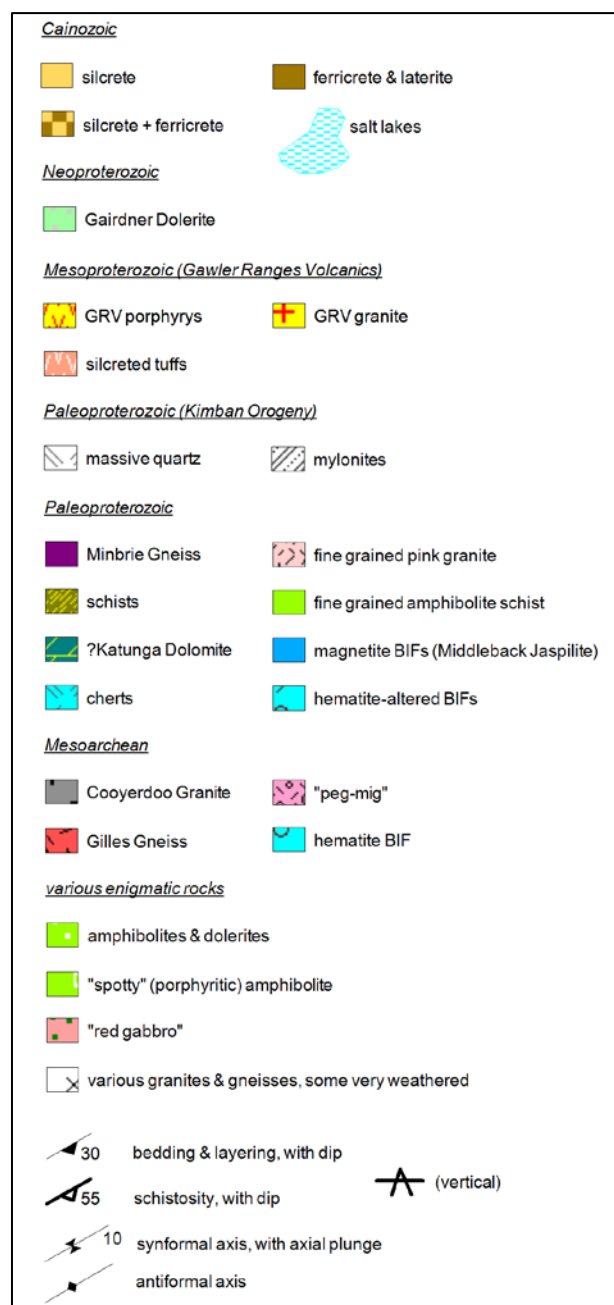 Cainozoic
silcrete
ferricrete & laterite
silcrete + ferricrete
salt lakes
Neoproterozoic
Gairdner Dolerite
Mesoproterozoic (Gawler Ranges Volcanics)
GRV porphyrys
GRV granite
silcreted tuffs
Paleoproterozoic (Kimban Orogeny)
massive quartz
mylonites
Paleoproterozoic
Minbrie Gneiss
fine grained pink granite
schists
fine grained amphibolite schist
?Katunga Dolomite
magnetite BIFs (Middleback Jaspilite)
cherts
hematite-altered BIFs
Mesoarchean
Cooyerdoo Granite
"peg-mig"
Gilles Gneiss
hematite BIF
various enigmatic rocks
amphibolites & dolerites
"spotty" (porphyritic) amphibolite
"red gabbro"
various granites & gneisses, some very weathered
30 bedding & layering, with dip
(vertical)
55 schistosity, with dip
10 synformal axis, with axial plunge
antiformal axis